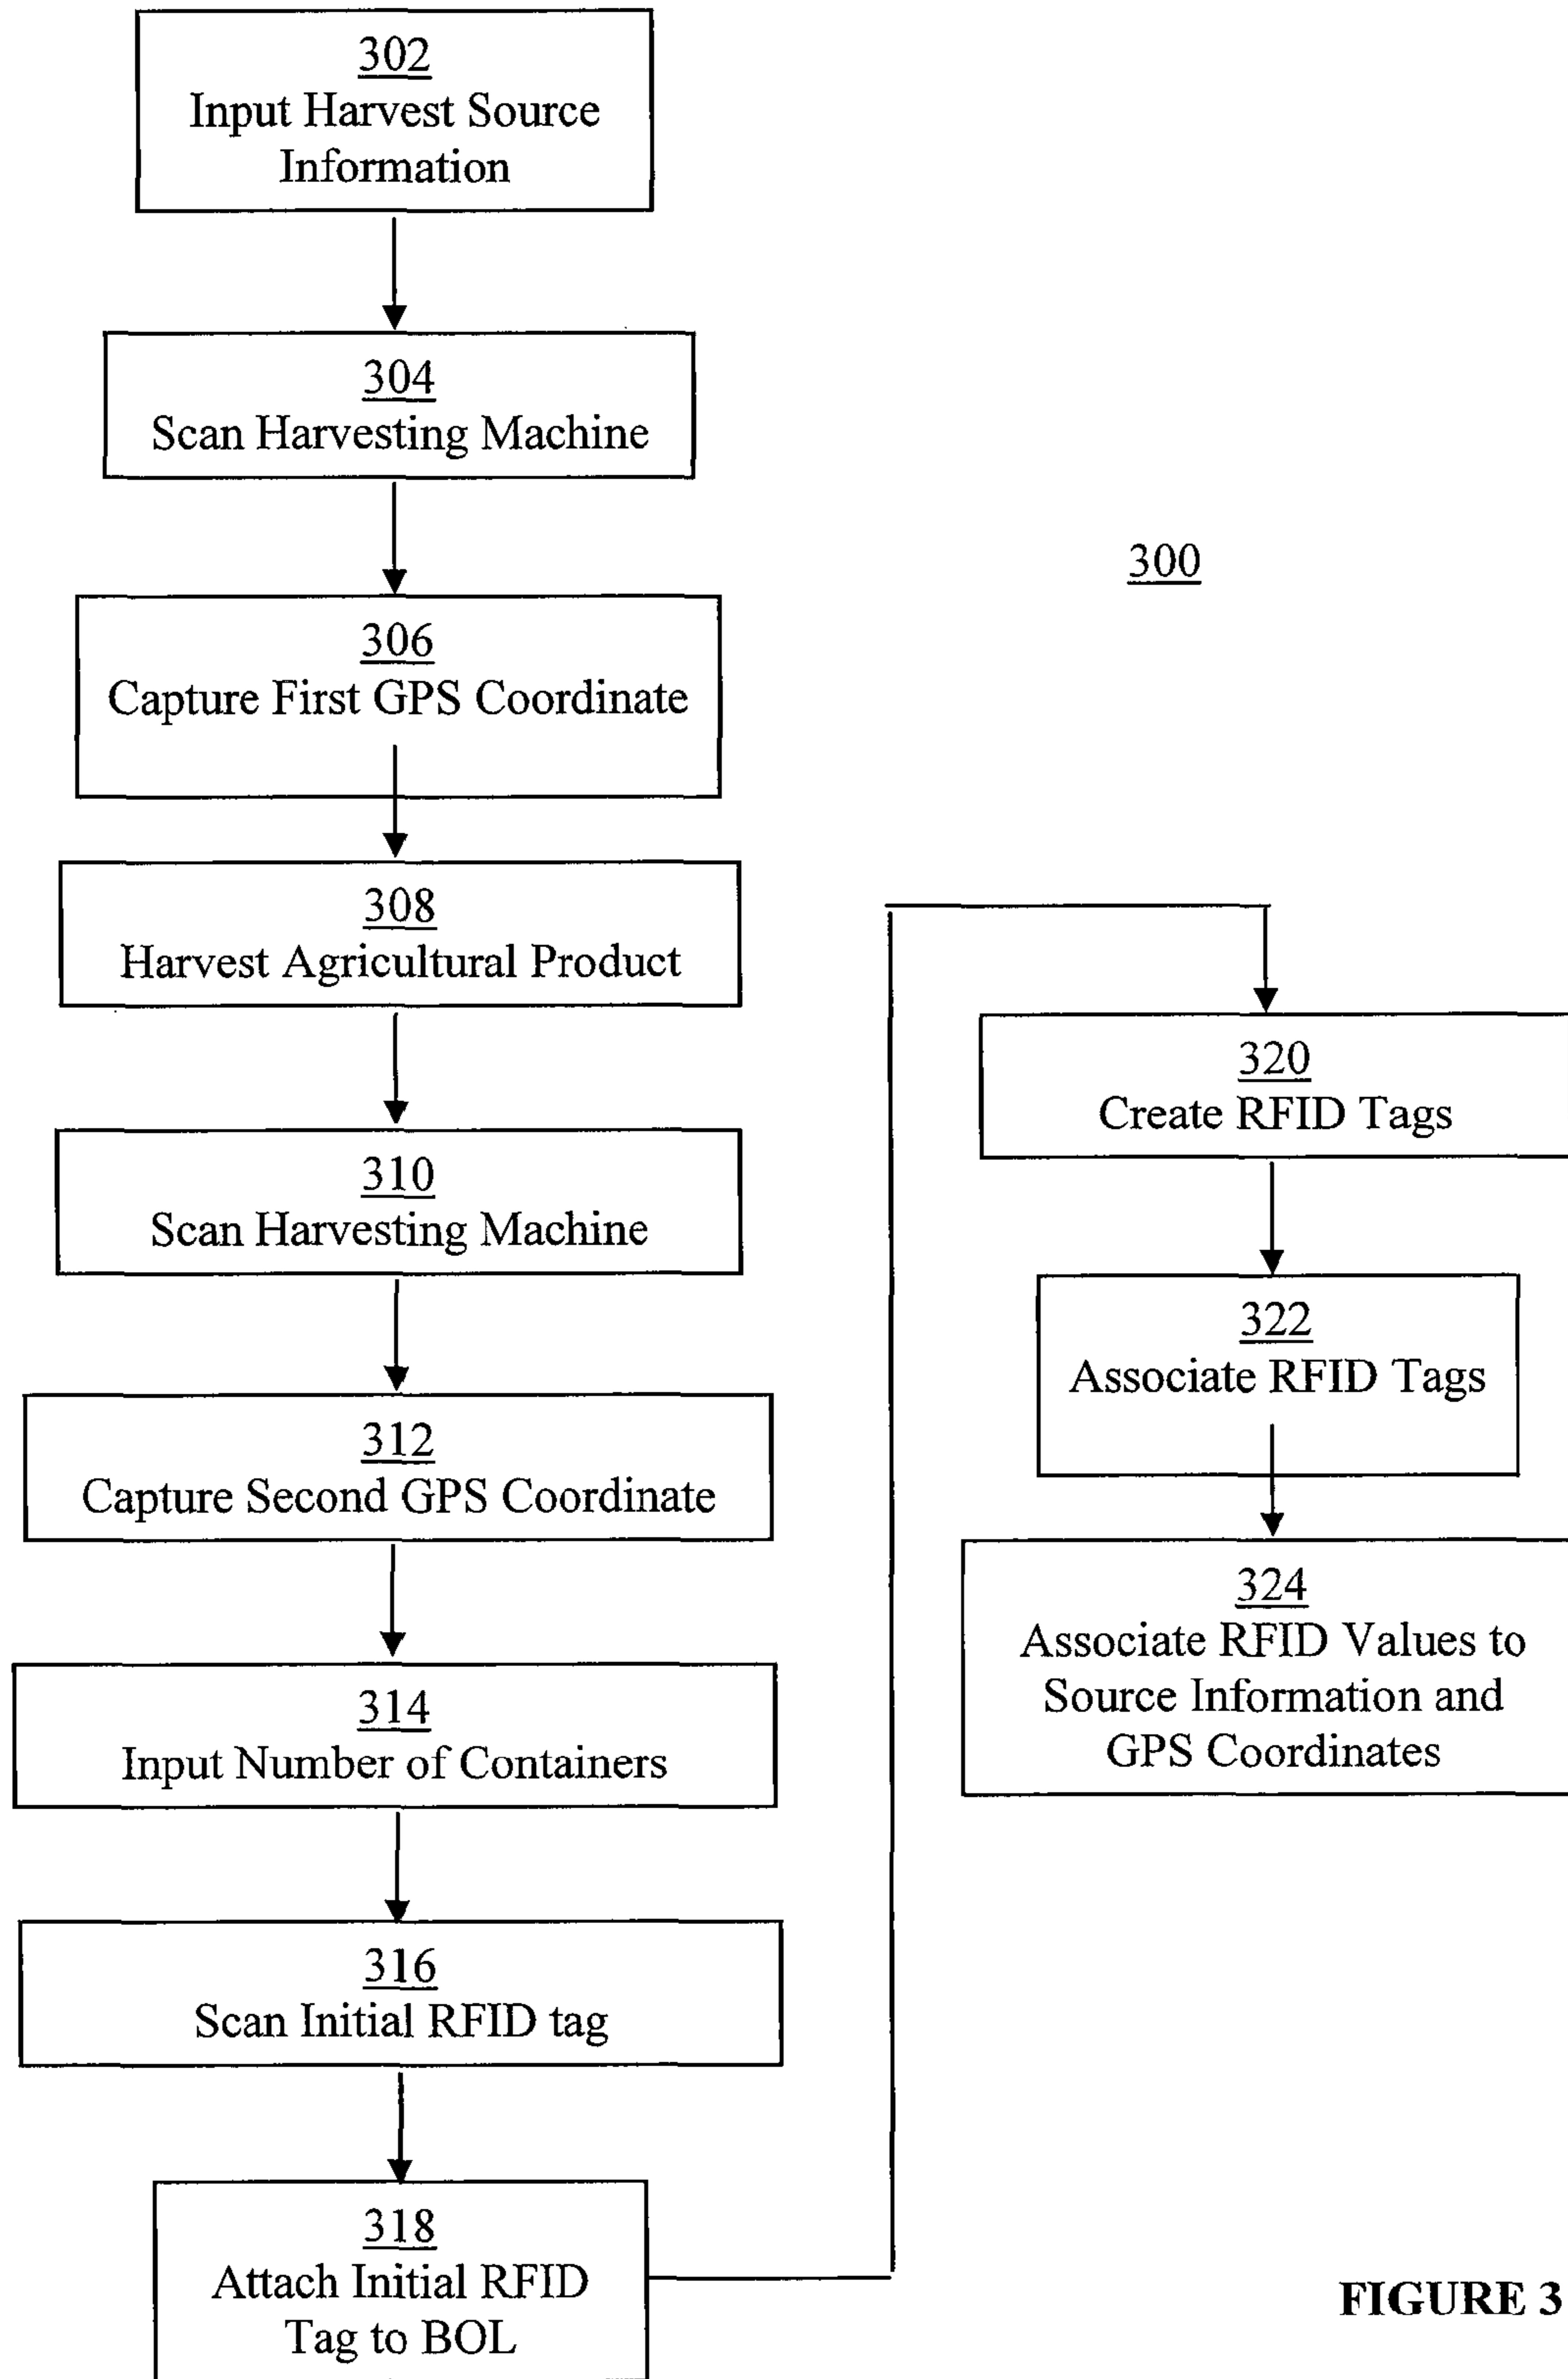 302
Input Harvest Source
Information
304
Scan Harvesting Machine
306
Capture First GPS Coordinate
308
Harvest Agricultural Product
310
Scan Harvesting Machine
312
Capture Second GPS Coordinate
314
Input Number of Containers
316
Scan Initial RFID tag
318
Attach Initial RFID
Tag to BOL
300
320
Create RFID Tags
322
Associate RFID Tags
324
Associate RFID Values to
Source Information and
GPS Coordinates
FIGURE 3